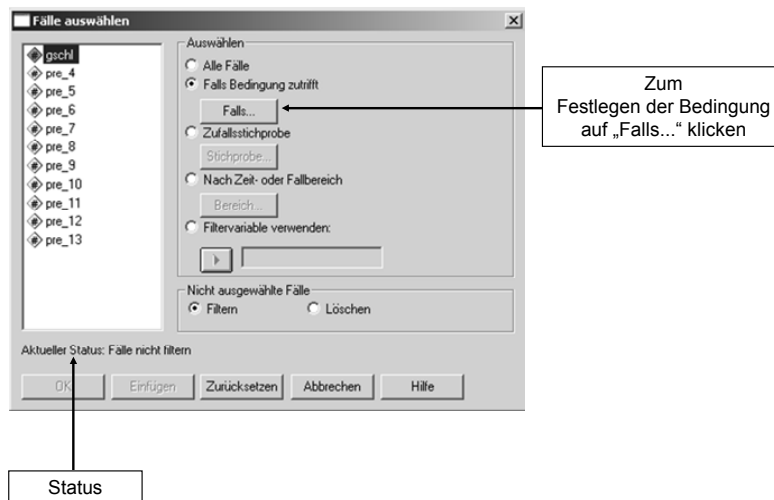 Fälle auswählen
gschl
pre_4
pre_5
pre_6
pre_7
pre_8
pre_9
pre_10
pre_11
pre_12
pre_13
Auswählen
Alle Fälle
Falls Bedingung zutrifft
Falls...
Zufallsstichprobe
Stichprobe...
Nach Zeit- oder Fallbereich
Bereich...
Filtervariable verwenden:
Nicht ausgewählte Fälle
Filtern Löschen
Aktueller Status: Fälle nicht filtern
OK Einfügen Zurücksetzen Abbrechen Hilfe
Zum
Festlegen der Bedingung
auf „Falls...“ klicken
Status